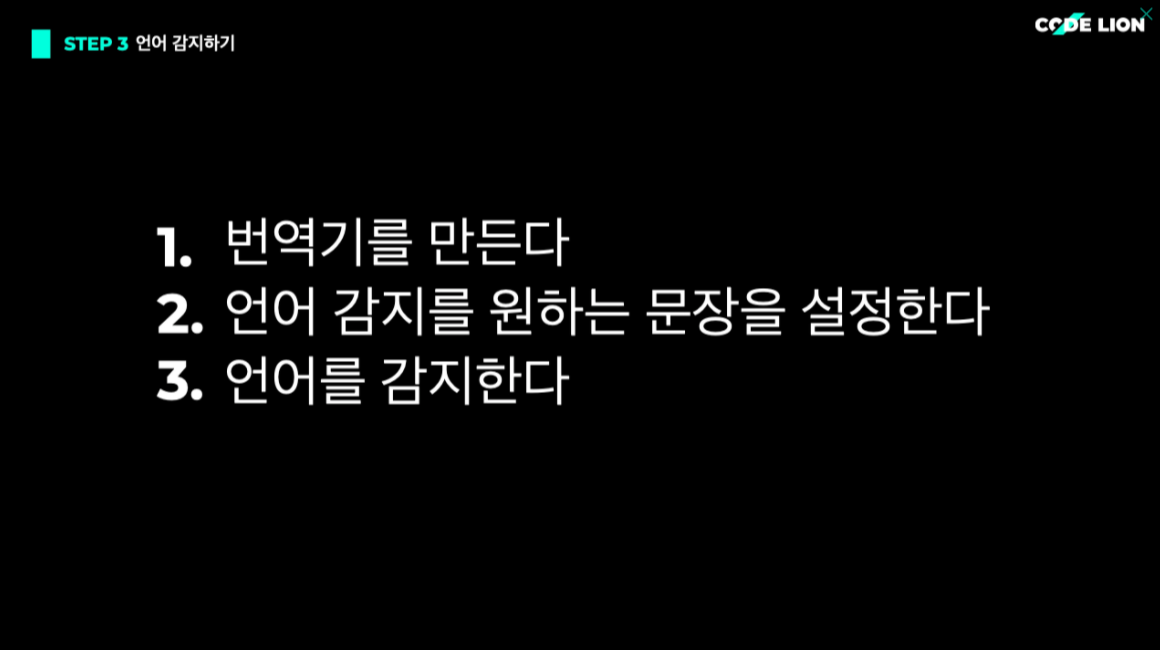 STEP 3 언어 감지하기
CODE LION
1. 번역기를 만든다
2. 언어 감지를 원하는 문장을 설정한다
3. 언어를 감지한다